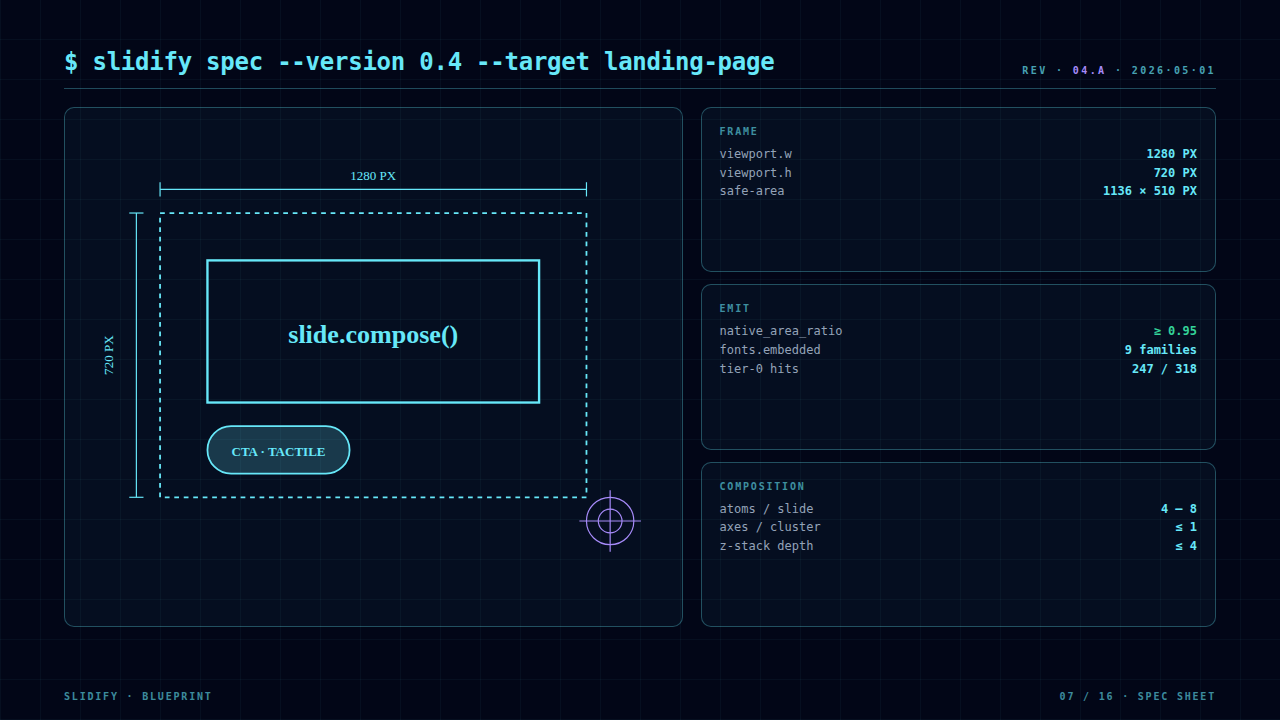 $ slidify spec --version 0.4 --target landing-page
REV · 04.A · 2026·05·01
1280 PX
720 PX
slide.compose()
CTA · TACTILE
FRAME
viewport.w 1280 PX
viewport.h 720 PX
safe-area 1136 × 510 PX
EMIT
native_area_ratio ≥ 0.95
fonts.embedded 9 families
tier-0 hits 247 / 318
COMPOSITION
atoms / slide 4 — 8
axes / cluster ≤ 1
z-stack depth ≤ 4
SLIDIFY · BLUEPRINT
07 / 16 · SPEC SHEET